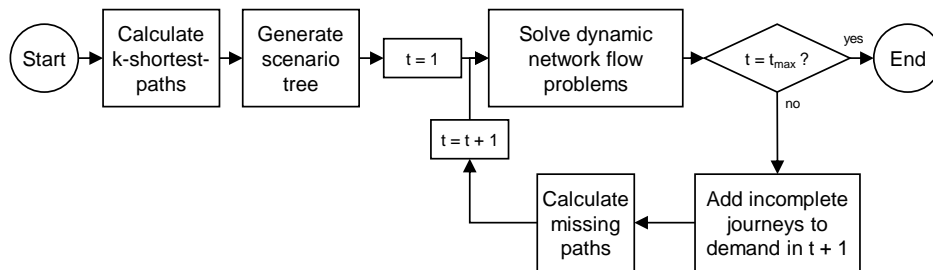 Start
Calculate
k-shortest-
paths
Generate
scenario
tree
t = 1
Solve dynamic
network flow
problems
t = tmax ?
yes
End
no
t = t + 1
Calculate
missing
paths
Add incomplete
journeys to
demand in t + 1